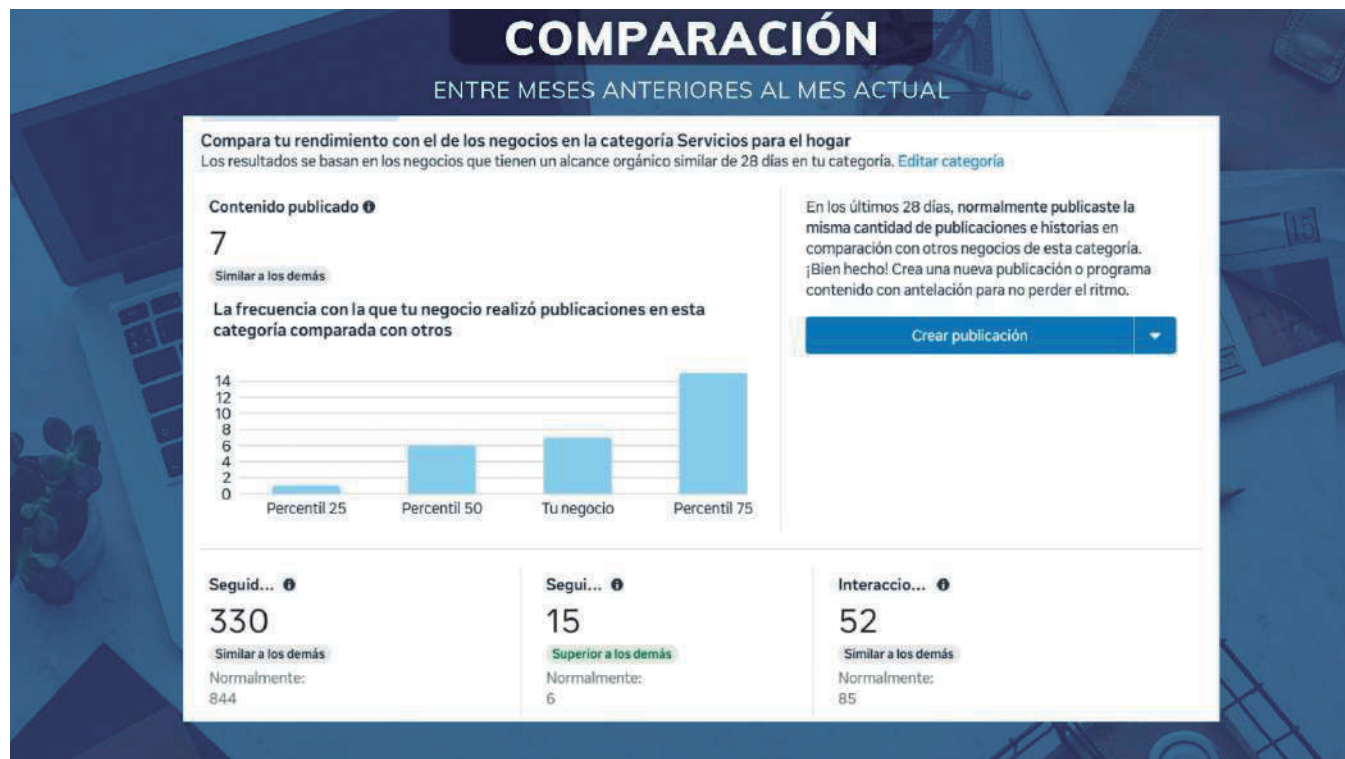 COMPARACIÓN
ENTRE MESES ANTERIORES AL MES ACTUAL
Compara tu rendimiento con el de los negocios en la categoría Servicios para el hogar
Los resultados se basan en los negocios que tienen un alcance orgánico similar de 28 días en tu categoría. Editar categoría
Contenido publicado
7
Similar a los demás
La frecuencia con la que tu negocio realizó publicaciones en esta
categoría comparada con otros
14
12
10
8
6
4
2
0
Percentil 25 Percentil 50 Tu negocio Percentil 75
En los últimos 28 días, normalmente publicaste la
misma cantidad de publicaciones e historias en
comparación con otros negocios de esta categoría.
¡Bien hecho! Crea una nueva publicación o programa
contenido con antelación para no perder el ritmo.
Crear publicación
Seguid...
330
Similar a los demás
Normalmente:
844
Segui...
15
Superior a los demás
Normalmente:
6
Interaccio...
52
Similar a los demás
Normalmente:
85
15